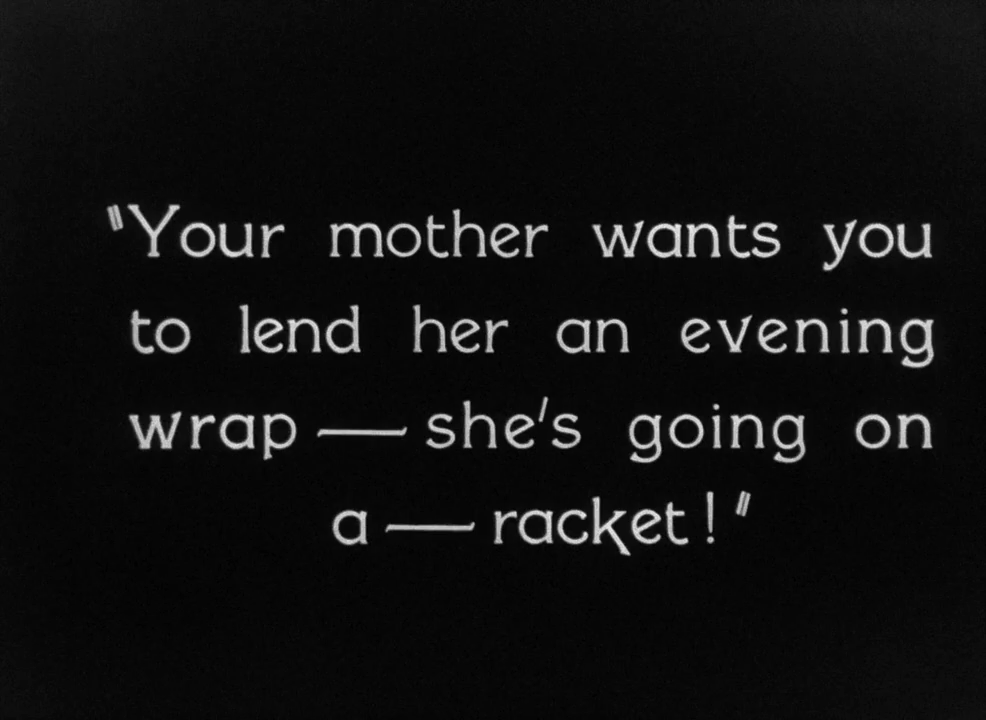 "Your mother wants you
to lend her an evening
wrap — she's going on
a — racket!"